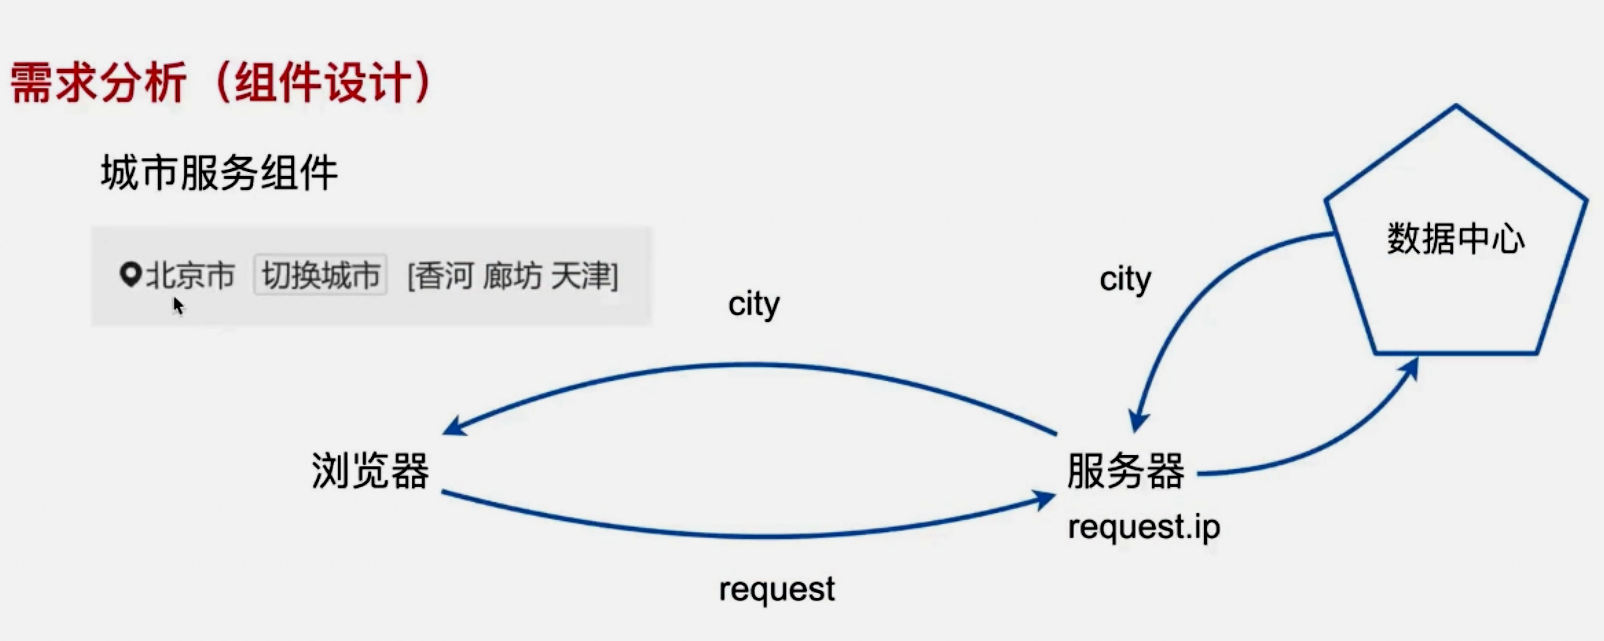 需求分析（组件设计）
城市服务组件
北京市 切换城市 [香河 廊坊 天津]
city
city
数据中心
浏览器
服务器
request.ip
request